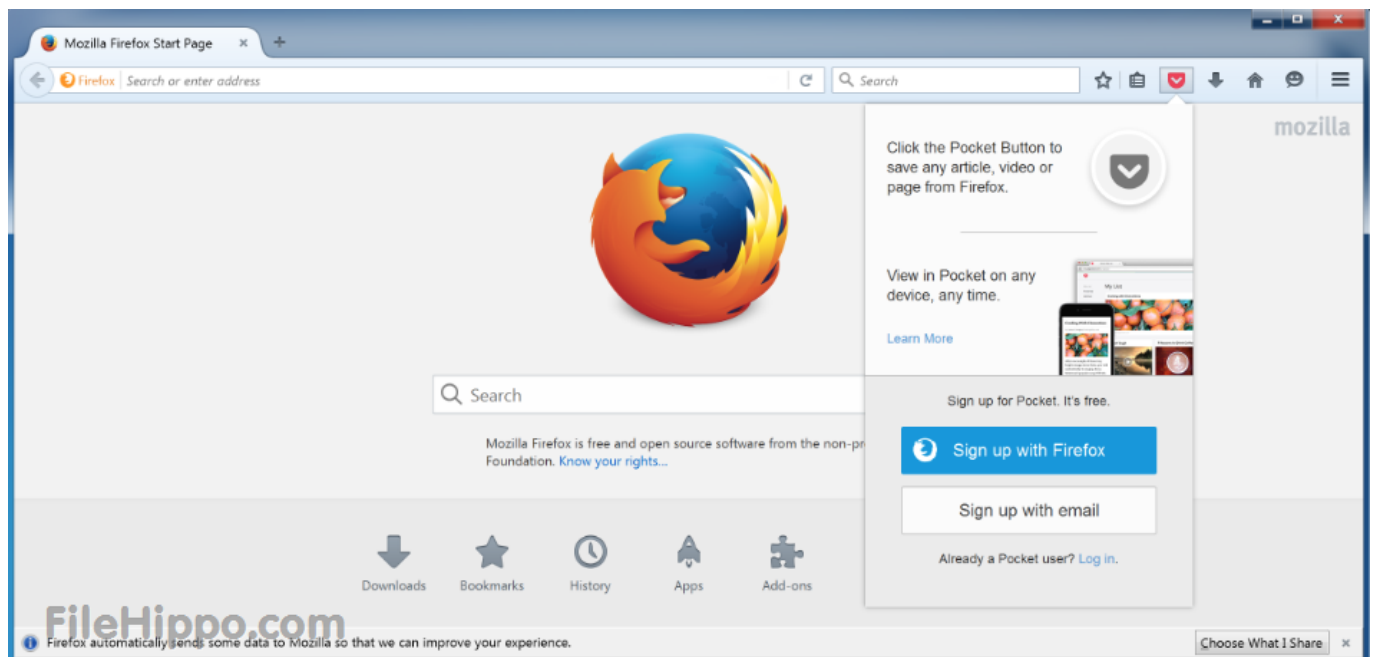 Mozilla Firefox Start Page
Firefox
Search or enter address
Search
mozilla
Click the Pocket Button to
save any article, video or
page from Firefox.
View in Pocket on any
device, any time.
Learn More
My List
Search
Sign up for Pocket. It's free.
Mozilla Firefox is free and open source software from the non-pr
Foundation. Know your rights...
Sign up with Firefox
Sign up with email
Already a Pocket user? Log in.
Downloads
Bookmarks
History
Apps
Add-ons
FileHippo.com
Firefox automatically sends some data to Mozilla so that we can improve your experience.
Choose What I Share